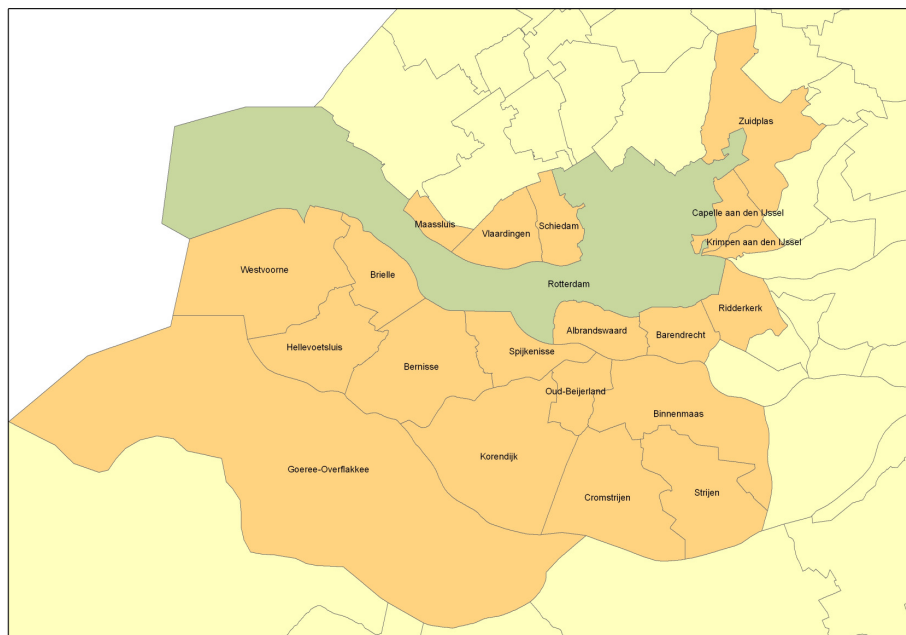 Zuidplas
Capelle aan den IJssel
Maassluis
Schiedam
Vlaardingen
Krimpen aan den IJssel
Westvoorne
Brielle
Rotterdam
Ridderkerk
Albrandswaard
Barendrecht
Hellevoetsluis
Spijkenisse
Bernisse
Oud-Beijerland
Binnenmaas
Korendijk
Goeree-Overflakkee
Strijen
Cromstrijen